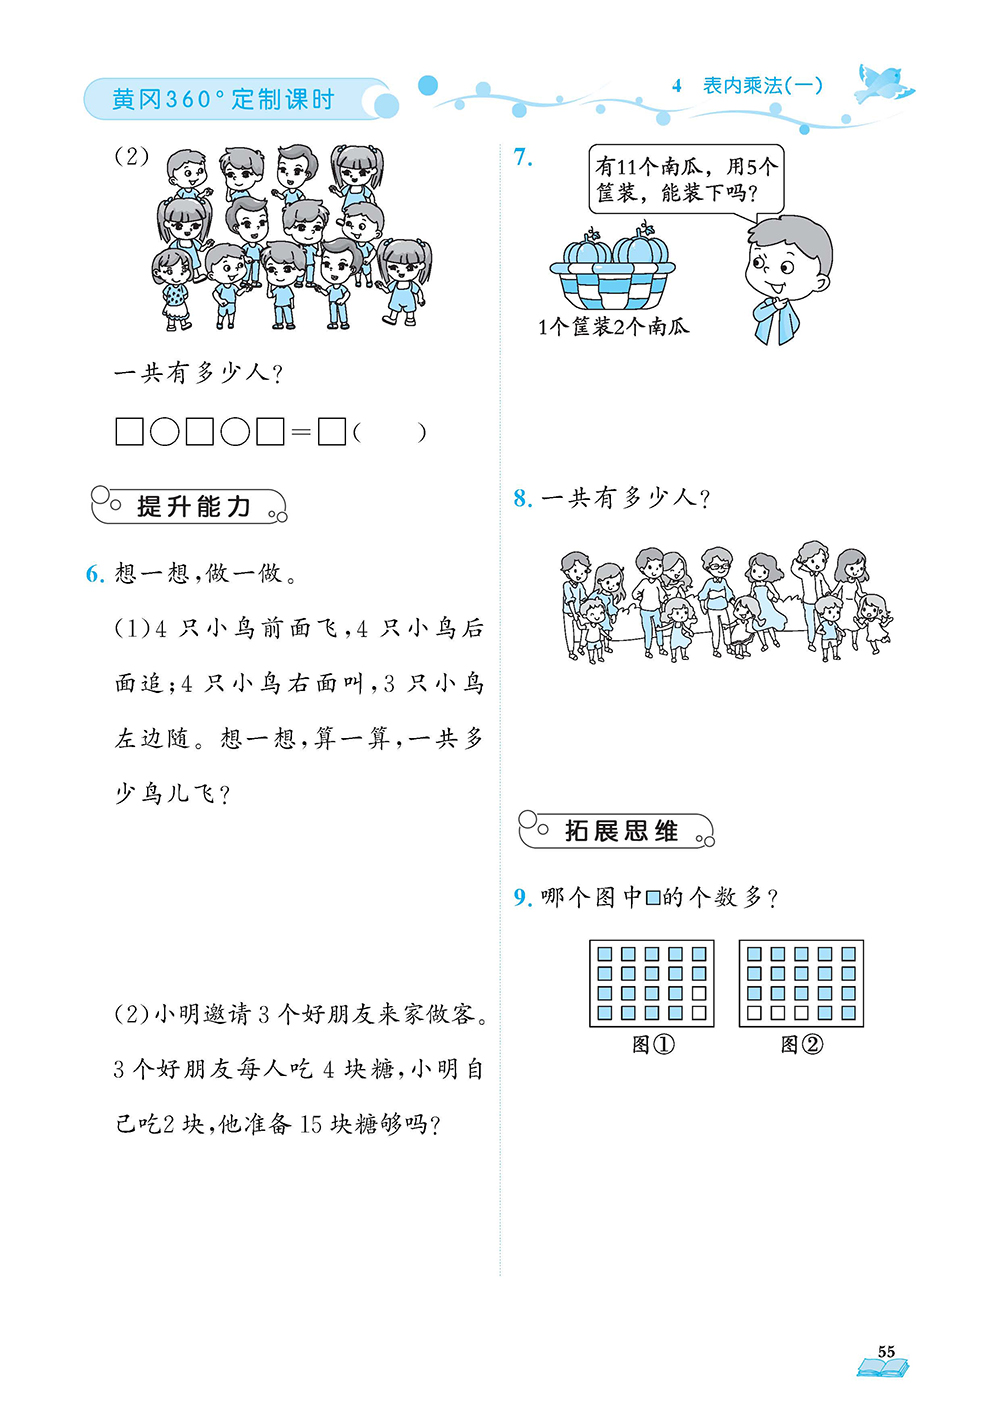 黄冈360°定制课时
4 表内乘法(一)
(2)
一共有多少人?
□○□○□=□( )
提升能力
6. 想一想,做一做。
(1)4 只小鸟前面飞,4 只小鸟后
面追;4 只小鸟右面叫,3 只小鸟
左边随。想一想,算一算,一共多
少鸟儿飞?
(2)小明邀请 3 个好朋友来家做客。
3 个好朋友每人吃 4 块糖,小明自
己吃2 块,他准备 15 块糖够吗?
7.
有11个南瓜，用5个
筐装，能装下吗?
1个筐装2个南瓜
8. 一共有多少人?
拓展思维
9. 哪个图中■的个数多?
图① 图②
55